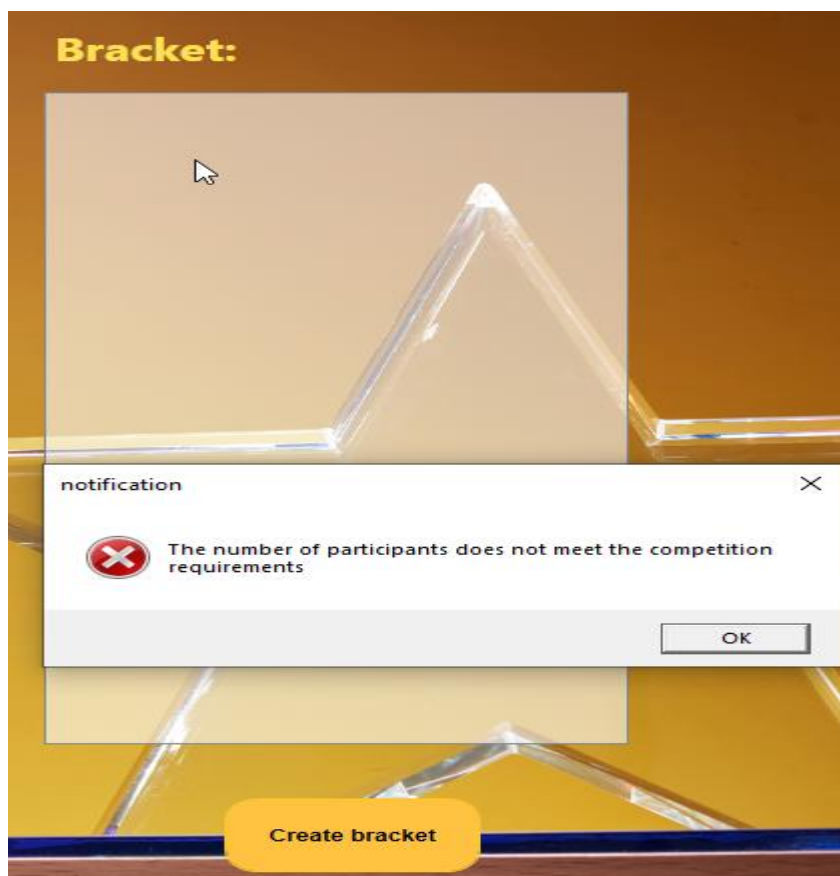 Bracket:
notification
The number of participants does not meet the competition
requirements
OK
Create bracket